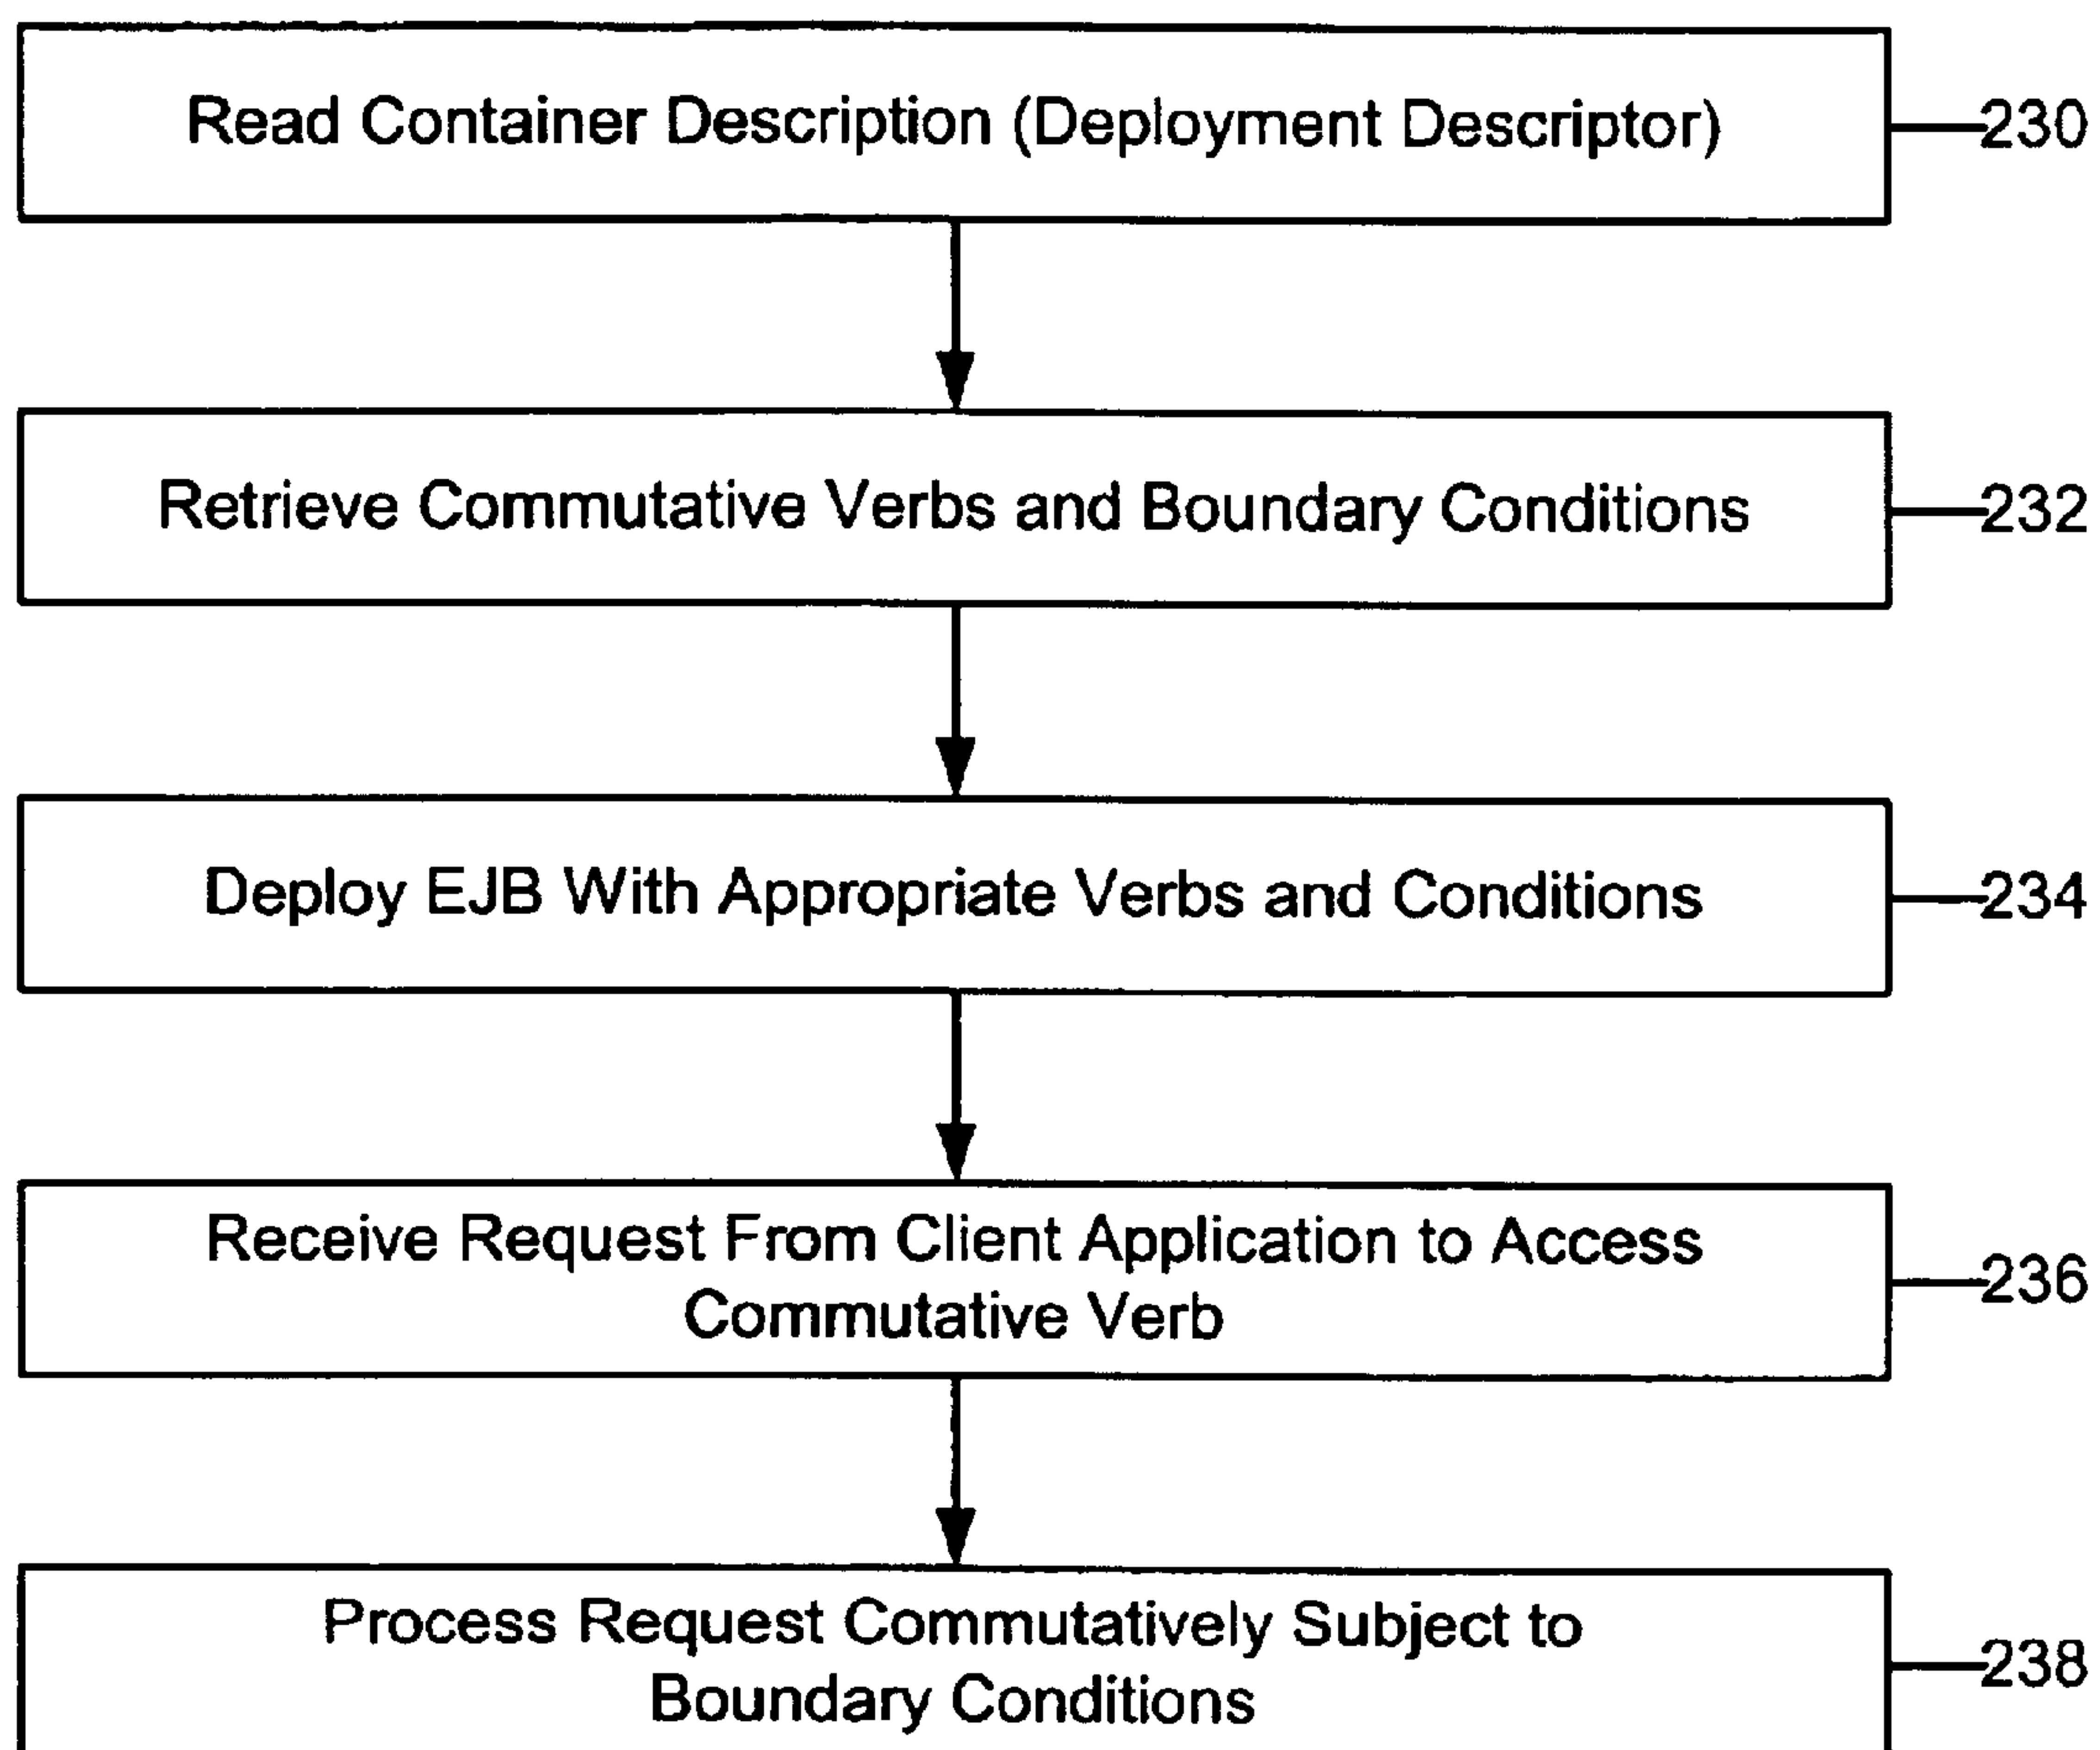 Read Container Description (Deployment Descriptor)
230
Retrieve Commutative Verbs and Boundary Conditions
232
Deploy EJB With Appropriate Verbs and Conditions
234
Receive Request From Client Application to Access
Commutative Verb
236
Process Request Commutatively Subject to
Boundary Conditions
238